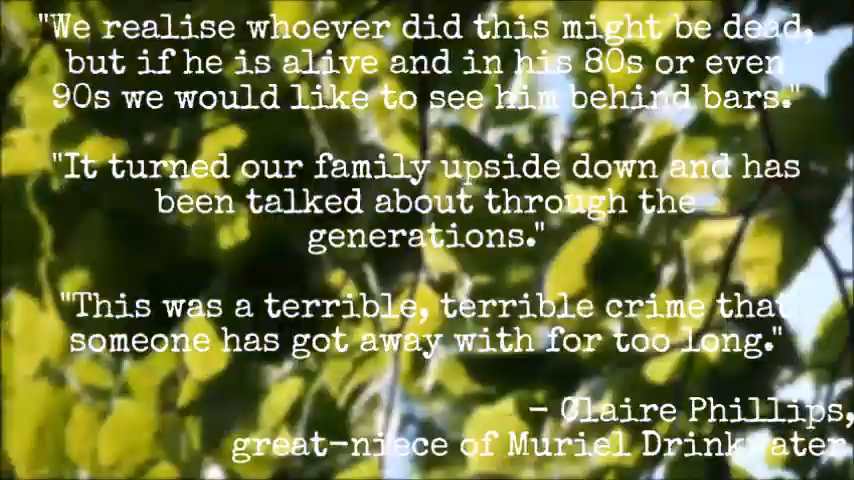 "We realise whoever did this might be dead,
but if he is alive and in his 80s or even
90s we would like to see him behind bars."
"It turned our family upside down and has
been talked about through the
generations."
"This was a terrible, terrible crime that
someone has got away with for too long."
- Claire Phillips,
great-niece of Muriel Drinkwater